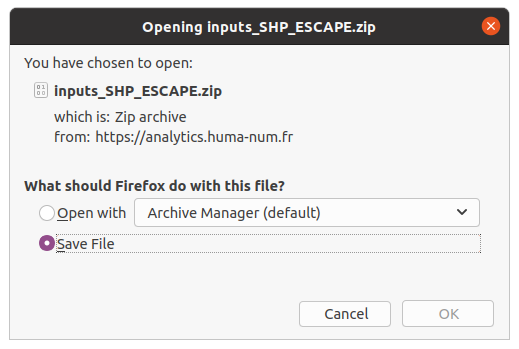 Opening inputs_SHP_ESCAPE.zip
You have chosen to open:
inputs_SHP_ESCAPE.zip
which is: Zip archive
from: https://analytics.huma-num.fr
What should Firefox do with this file?
Open with Archive Manager (default)
Save File
Cancel OK